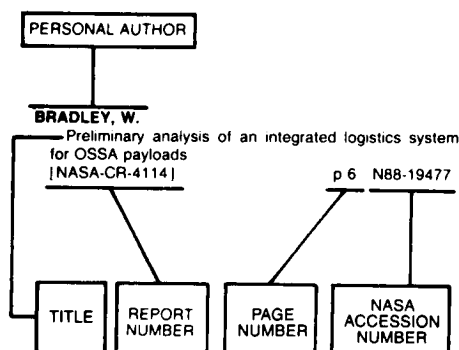 PERSONAL AUTHOR
BRADLEY, W.
Preliminary analysis of an integrated logistics system
for OSSA payloads
[NASA-CR-4114] p 6 N88-19477
TITLE
REPORT
NUMBER
PAGE
NUMBER
NASA
ACCESSION
NUMBER